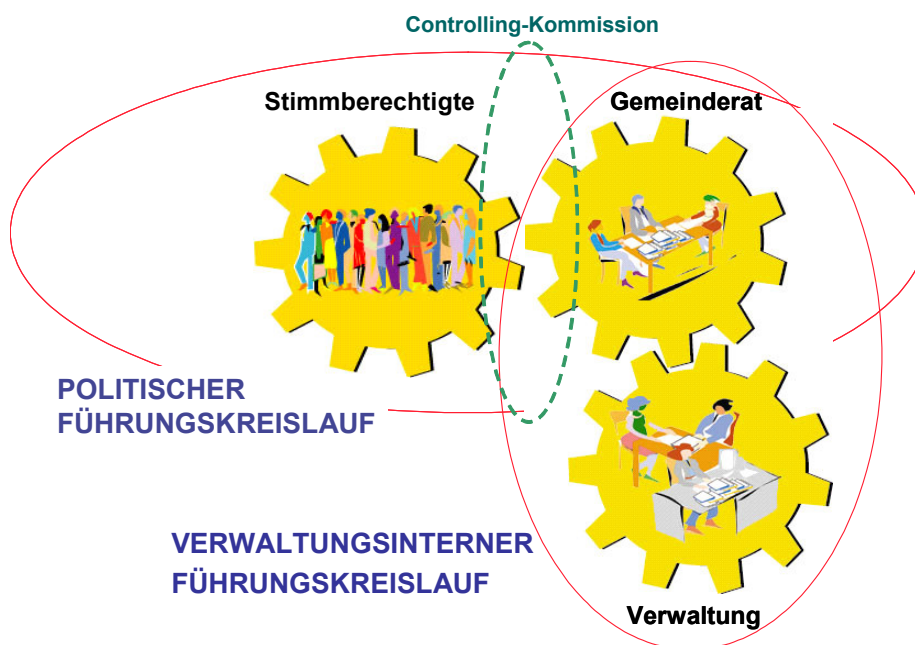 Controlling-Kommission
Stimmberechtigte
Gemeinderat
POLITISCHER
FÜHRUNGSKREISLAUF
VERWALTUNGSINTERNER
FÜHRUNGSKREISLAUF
Verwaltung